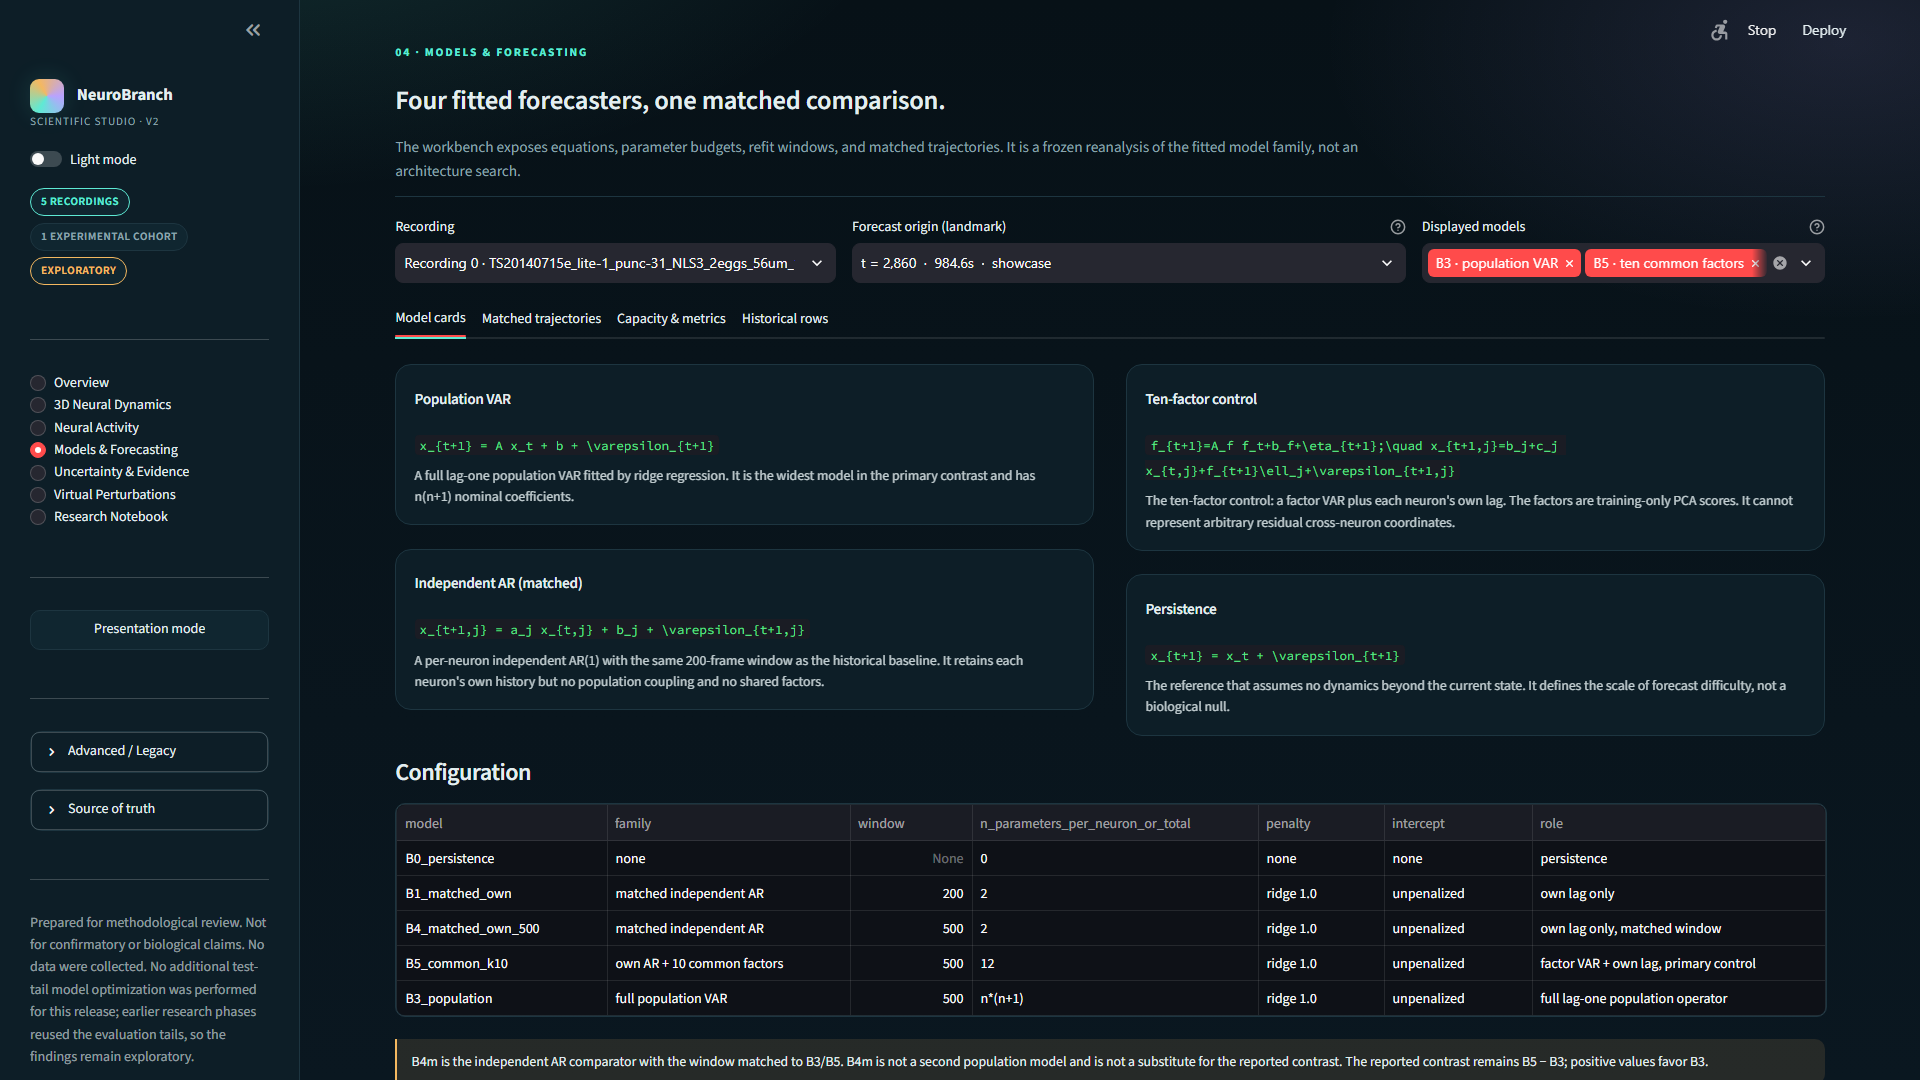 NeuroBranch
SCIENTIFIC STUDIO · V2
Light mode
5 RECORDINGS
1 EXPERIMENTAL COHORT
EXPLORATORY
Overview
3D Neural Dynamics
Neural Activity
Models & Forecasting
Uncertainty & Evidence
Virtual Perturbations
Research Notebook
Presentation mode
Advanced / Legacy
Source of truth
Prepared for methodological review. Not
for confirmatory or biological claims. No
data were collected. No additional test-
tail model optimization was performed
for this release; earlier research phases
reused the evaluation tails, so the
findings remain exploratory.
Stop Deploy
04 · MODELS & FORECASTING
Four fitted forecasters, one matched comparison.
The workbench exposes equations, parameter budgets, refit windows, and matched trajectories. It is a frozen reanalysis of the fitted model family, not an
architecture search.
Recording
Recording 0 · TS20140715e_lite-1_punc-31_NLS3_2eggs_56um_
Forecast origin (landmark)
t = 2,860 · 984.6s · showcase
Displayed models
B3 · population VAR × B5 · ten common factors ×
Model cards Matched trajectories Capacity & metrics Historical rows
Population VAR
x_{t+1} = A x_t + b + \varepsilon_{t+1}
A full lag-one population VAR fitted by ridge regression. It is the widest model in the primary contrast and has
n(n+1) nominal coefficients.
Ten-factor control
f_{t+1}=A_f f_t+b_f+\eta_{t+1};\quad x_{t+1,j}=b_j+c_j
x_{t,j}+f_{t+1}\ell_j+\varepsilon_{t+1,j}
The ten-factor control: a factor VAR plus each neuron's own lag. The factors are training-only PCA scores. It cannot
represent arbitrary residual cross-neuron coordinates.
Independent AR (matched)
x_{t+1,j} = a_j x_{t,j} + b_j + \varepsilon_{t+1,j}
A per-neuron independent AR(1) with the same 200-frame window as the historical baseline. It retains each
neuron's own history but no population coupling and no shared factors.
Persistence
x_{t+1} = x_t + \varepsilon_{t+1}
The reference that assumes no dynamics beyond the current state. It defines the scale of forecast difficulty, not a
biological null.
Configuration
model family window n_parameters_per_neuron_or_total penalty intercept role
B0_persistence none None 0 none none persistence
B1_matched_own matched independent AR 200 2 ridge 1.0 unpenalized own lag only
B4_matched_own_500 matched independent AR 500 2 ridge 1.0 unpenalized own lag only, matched window
B5_common_k10 own AR + 10 common factors 500 12 ridge 1.0 unpenalized factor VAR + own lag, primary control
B3_population full population VAR 500 n*(n+1) ridge 1.0 unpenalized full lag-one population operator
B4m is the independent AR comparator with the window matched to B3/B5. B4m is not a second population model and is not a substitute for the reported contrast. The reported contrast remains B5 − B3; positive values favor B3.